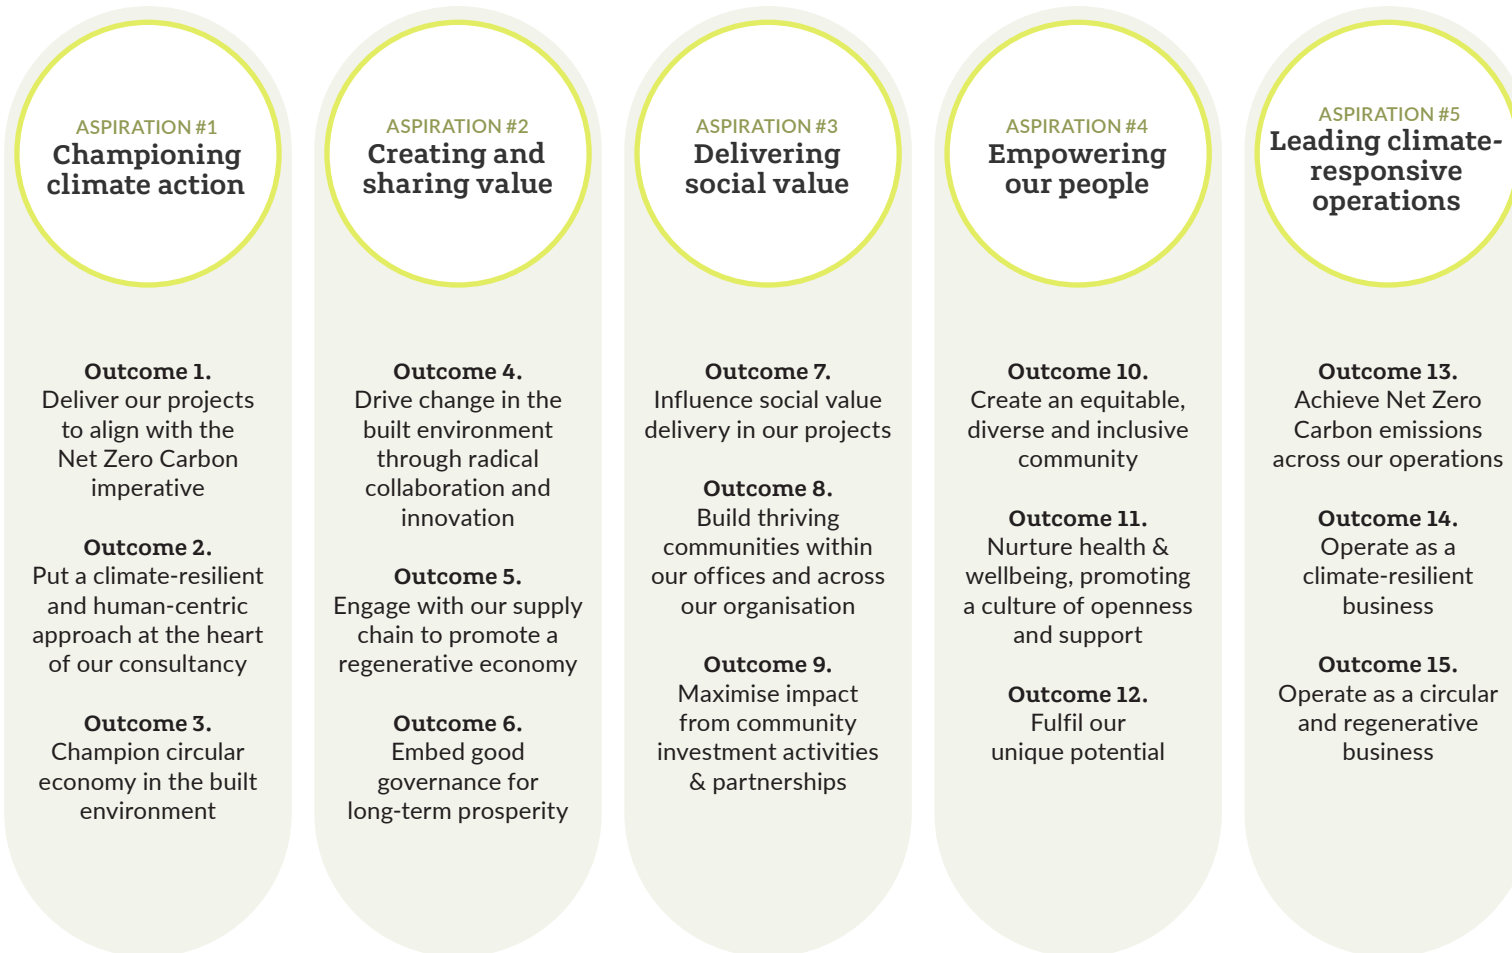 ASPIRATION #1
Championing
climate action
Outcome 1.
Deliver our projects
to align with the
Net Zero Carbon
imperative
Outcome 2.
Put a climate-resilient
and human-centric
approach at the heart
of our consultancy
Outcome 3.
Champion circular
economy in the built
environment
ASPIRATION #2
Creating and
sharing value
Outcome 4.
Drive change in the
built environment
through radical
collaboration and
innovation
Outcome 5.
Engage with our supply
chain to promote a
regenerative economy
Outcome 6.
Embed good
governance for
long-term prosperity
ASPIRATION #3
Delivering
social value
Outcome 7.
Influence social value
delivery in our projects
Outcome 8.
Build thriving
communities within
our offices and across
our organisation
Outcome 9.
Maximise impact
from community
investment activities
& partnerships
ASPIRATION #4
Empowering
our people
Outcome 10.
Create an equitable,
diverse and inclusive
community
Outcome 11.
Nurture health &
wellbeing, promoting
a culture of openness
and support
Outcome 12.
Fulfil our
unique potential
ASPIRATION #5
Leading climate-
responsive
operations
Outcome 13.
Achieve Net Zero
Carbon emissions
across our operations
Outcome 14.
Operate as a
climate-resilient
business
Outcome 15.
Operate as a circular
and regenerative
business